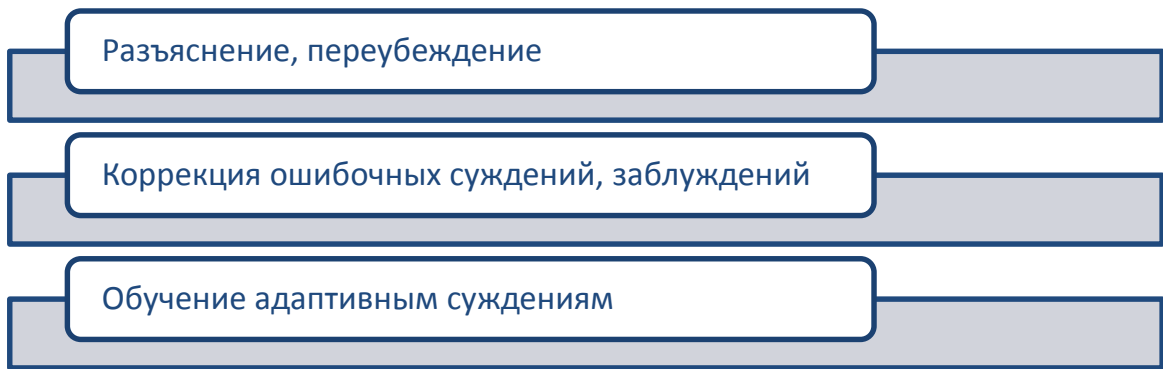 Разъяснение, переубеждение
Коррекция ошибочных суждений, заблуждений
Обучение адаптивным суждениям